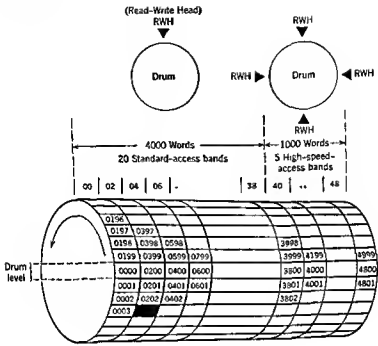 (Read-Write Head)
RWH
RWH
Drum
RWH
Drum
RWH
RWH
4000 Words
1000 Words
20 Standard-access bands
5 High-speed-
access bands
00 02 04 06 - 38 40 " 48
0196
0197 0397
0196 0398 0598 3998
0199 0399 0599 0799 3999 4199 4999
Drum
level
0000 0200 0400 0600 3800 4000 4800
0001 0201 0401 0601 3801 4001 4801
0002 0202 0402 3802
0003